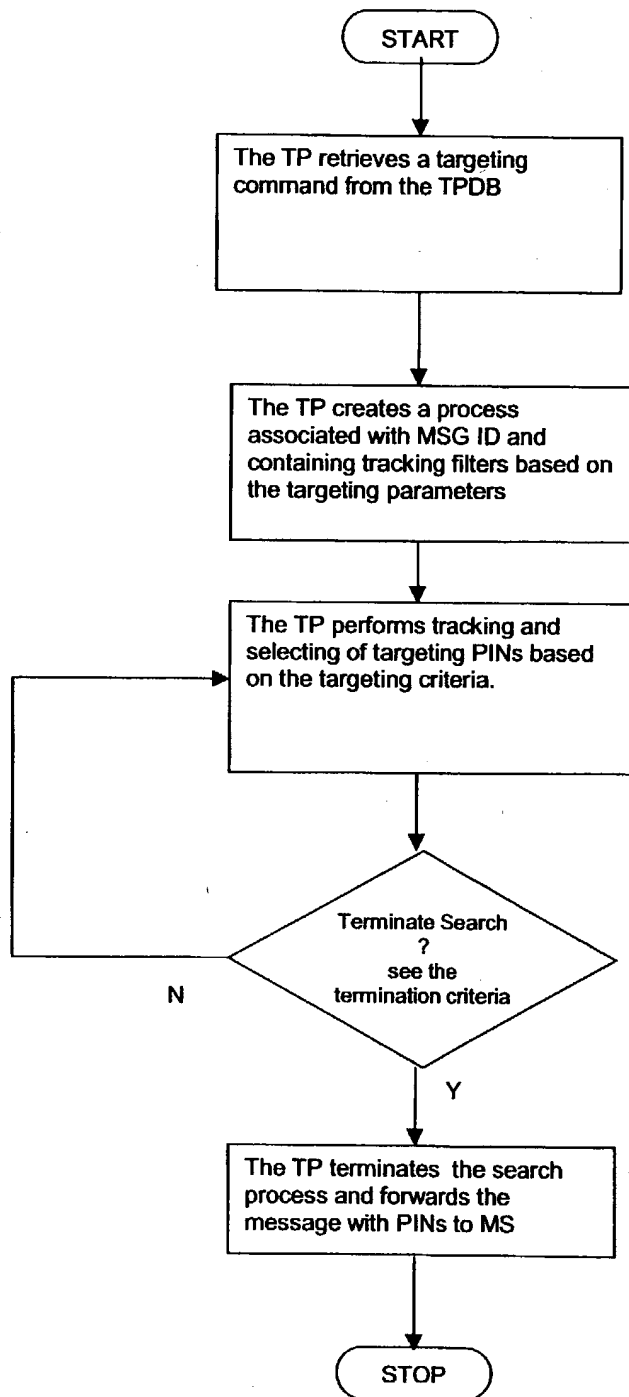 START
The TP retrieves a targeting
command from the TPDB
The TP creates a process
associated with MSG ID and
containing tracking filters based on
the targeting parameters
The TP performs tracking and
selecting of targeting PINs based
on the targeting criteria.
Terminate Search
?
see the
termination criteria
N
Y
The TP terminates the search
process and forwards the
message with PINs to MS
STOP